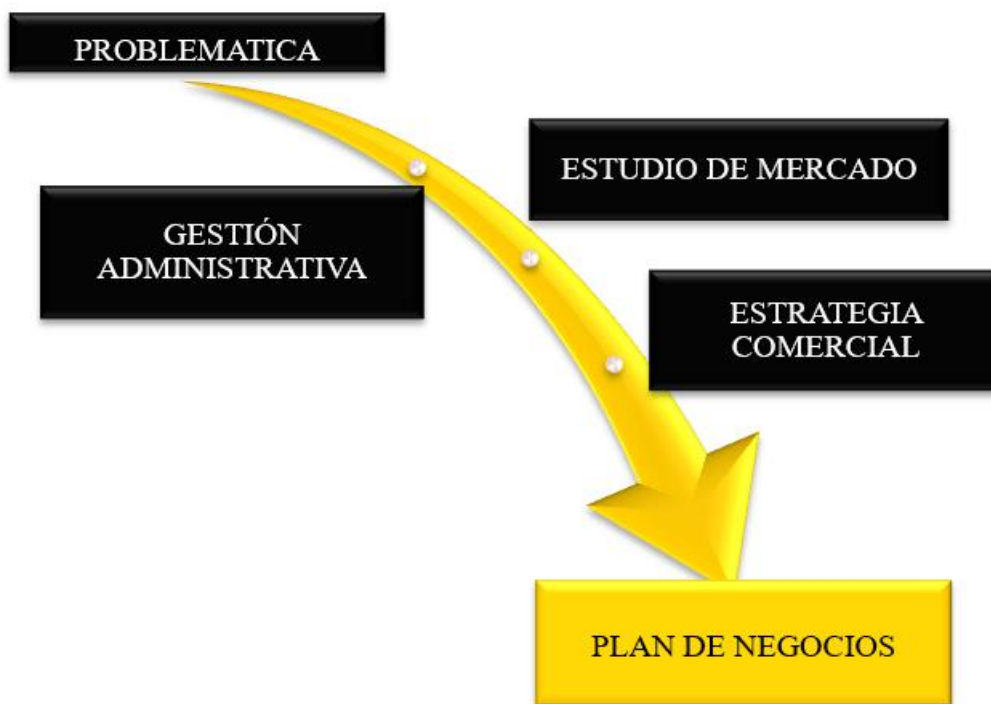 PROBLEMATICA
ESTUDIO DE MERCADO
GESTIÓN
ADMINISTRATIVA
ESTRATEGIA
COMERCIAL
PLAN DE NEGOCIOS